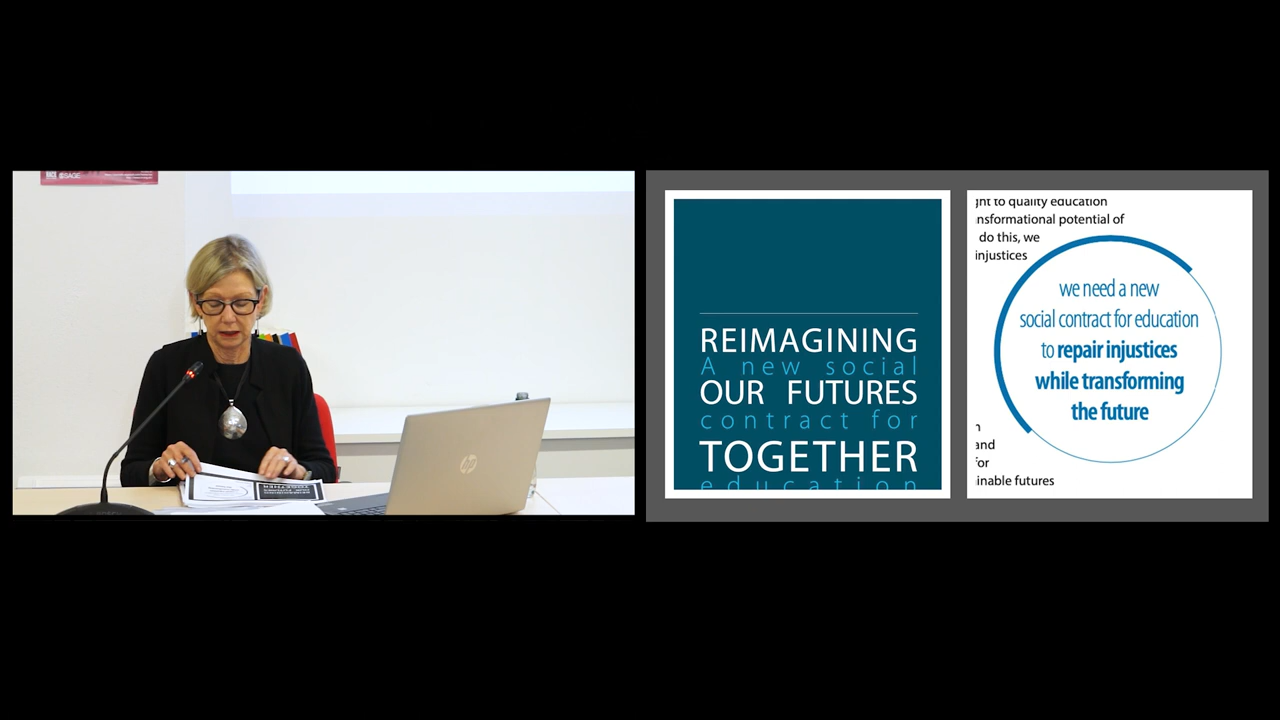 SAGE
hp
REIMAGINING
A new social
OUR FUTURES
contract for
TOGETHER
education
ght to quality education
nsformational potential of
do this, we
injustices
we need a new
social contract for education
to repair injustices
while transforming
the future
n
and
for
inable futures